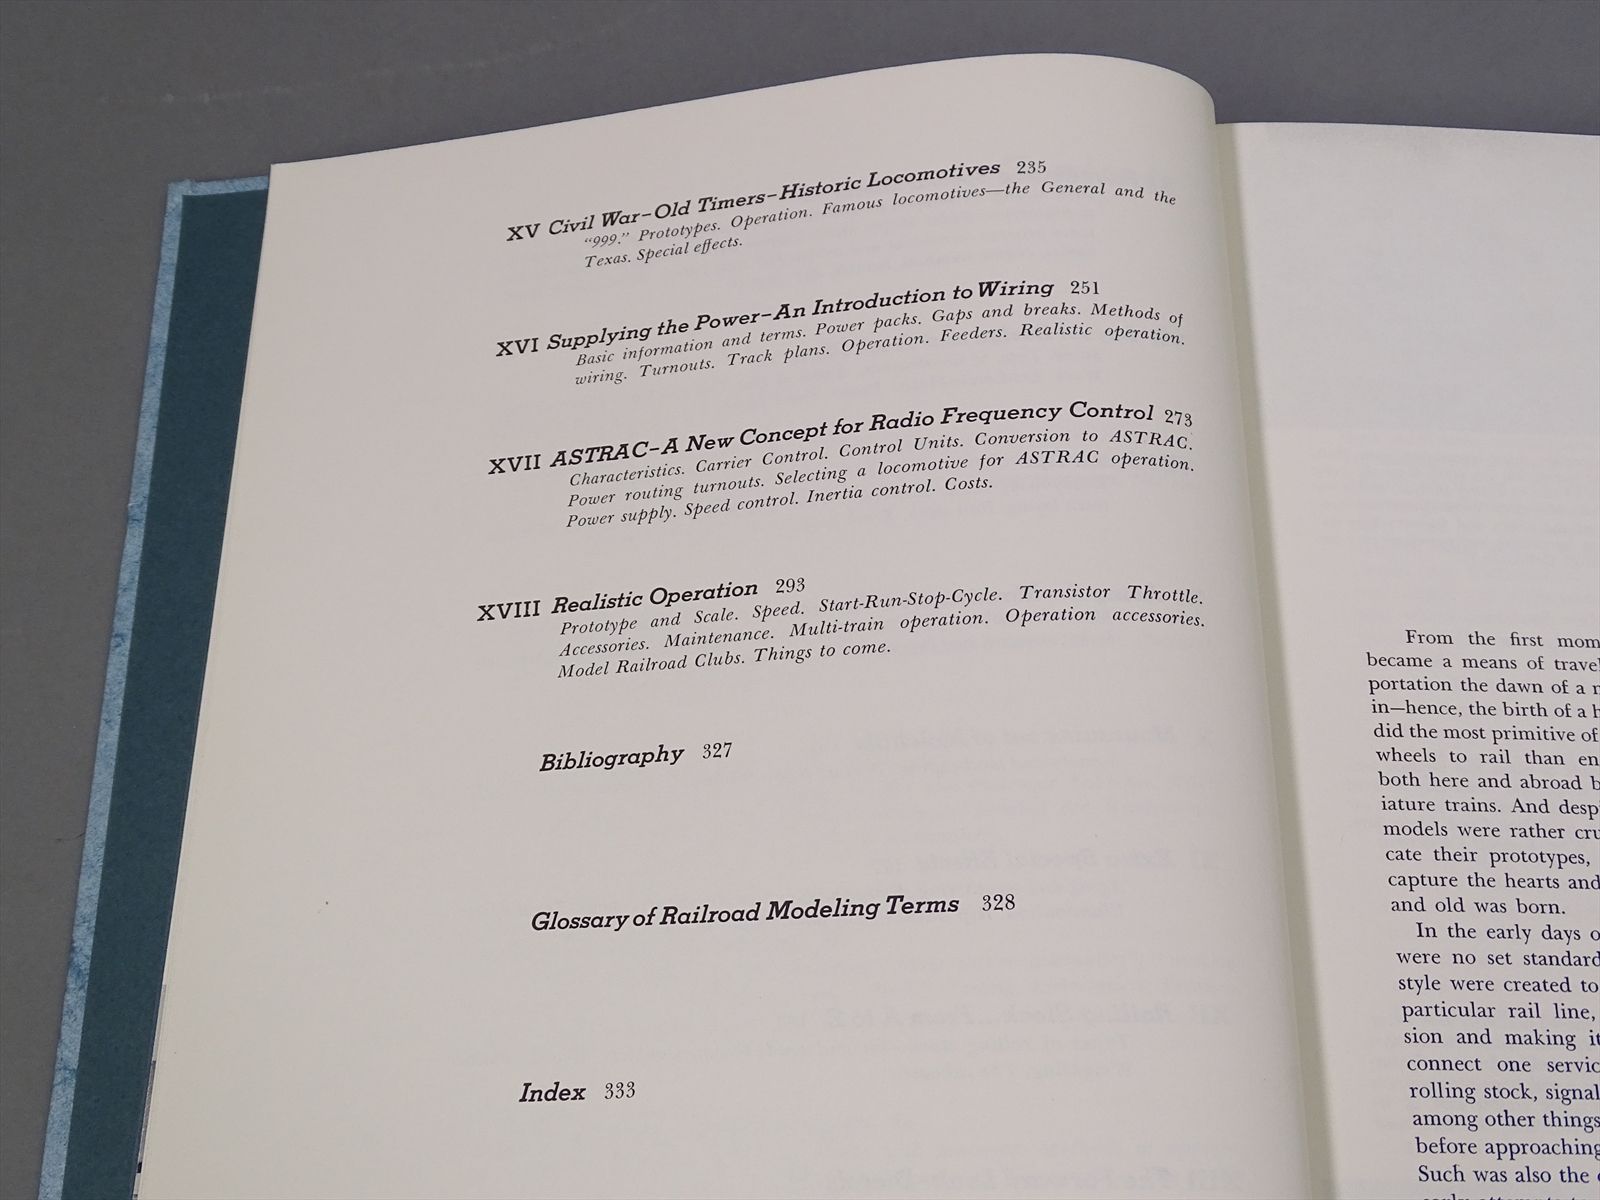 XV Civil War–Old Timers–Historic Locomotives 235
"999." Prototypes. Operation. Famous locomotives—the General and the
Texas. Special effects.
XVI Supplying the Power–An Introduction to Wiring 251
Basic information and terms. Power packs. Gaps and breaks. Methods of
wiring. Turnouts. Track plans. Operation. Feeders. Realistic operation.
XVII ASTRAC–A New Concept for Radio Frequency Control 273
Characteristics. Carrier Control. Control Units. Conversion to ASTRAC.
Power routing turnouts. Selecting a locomotive for ASTRAC operation.
Power supply. Speed control. Inertia control. Costs.
XVIII Realistic Operation 293
Prototype and Scale. Speed. Start-Run-Stop-Cycle. Transistor Throttle.
Accessories. Maintenance. Multi-train operation. Operation accessories.
Model Railroad Clubs. Things to come.
Bibliography 327
Glossary of Railroad Modeling Terms 328
Index 333
From the first mom
became a means of travel
portation the dawn of a
in—hence, the birth of a
did the most primitive of
wheels to rail than en
both here and abroad b
iature trains. And desp
models were rather cru
cate their prototypes,
capture the hearts and
and old was born.
In the early days o
were no set standard
style were created to
particular rail line,
sion and making it
connect one servic
rolling stock, signal
among other things
before approaching
Such was also the